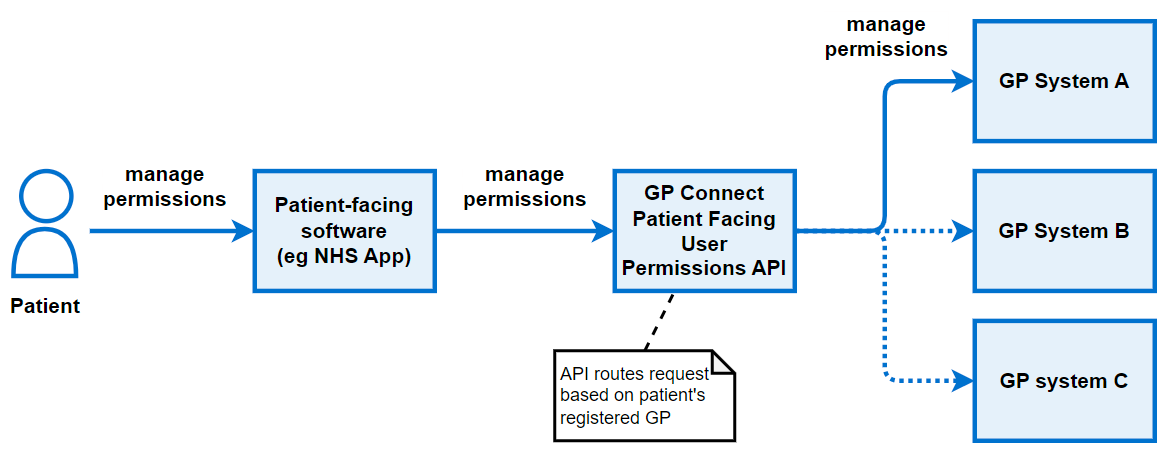 manage
permissions
GP System A
manage
permissions
manage
permissions
Patient-facing
software
(eg NHS App)
GP Connect
Patient Facing
User
Permissions API
GP System B
Patient
API routes request
based on patient's
registered GP
GP system C